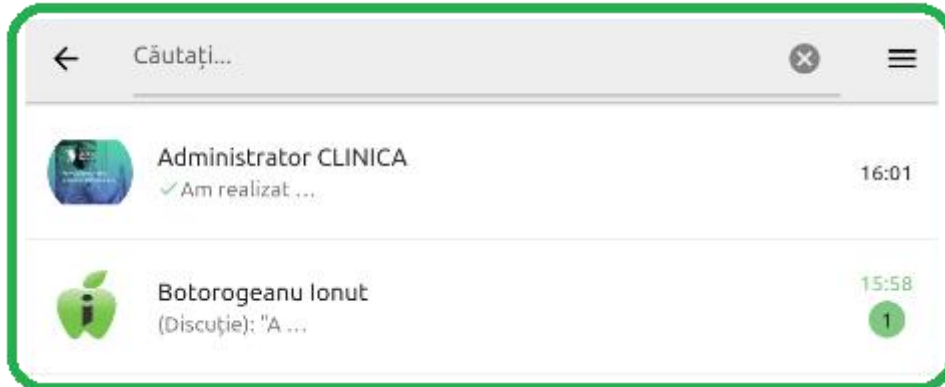 Căutați...
Administrator CLINICA
16:01
Am realizat ...
Botorogeanu Ionut
15:58
(Discuție): "A ...
1